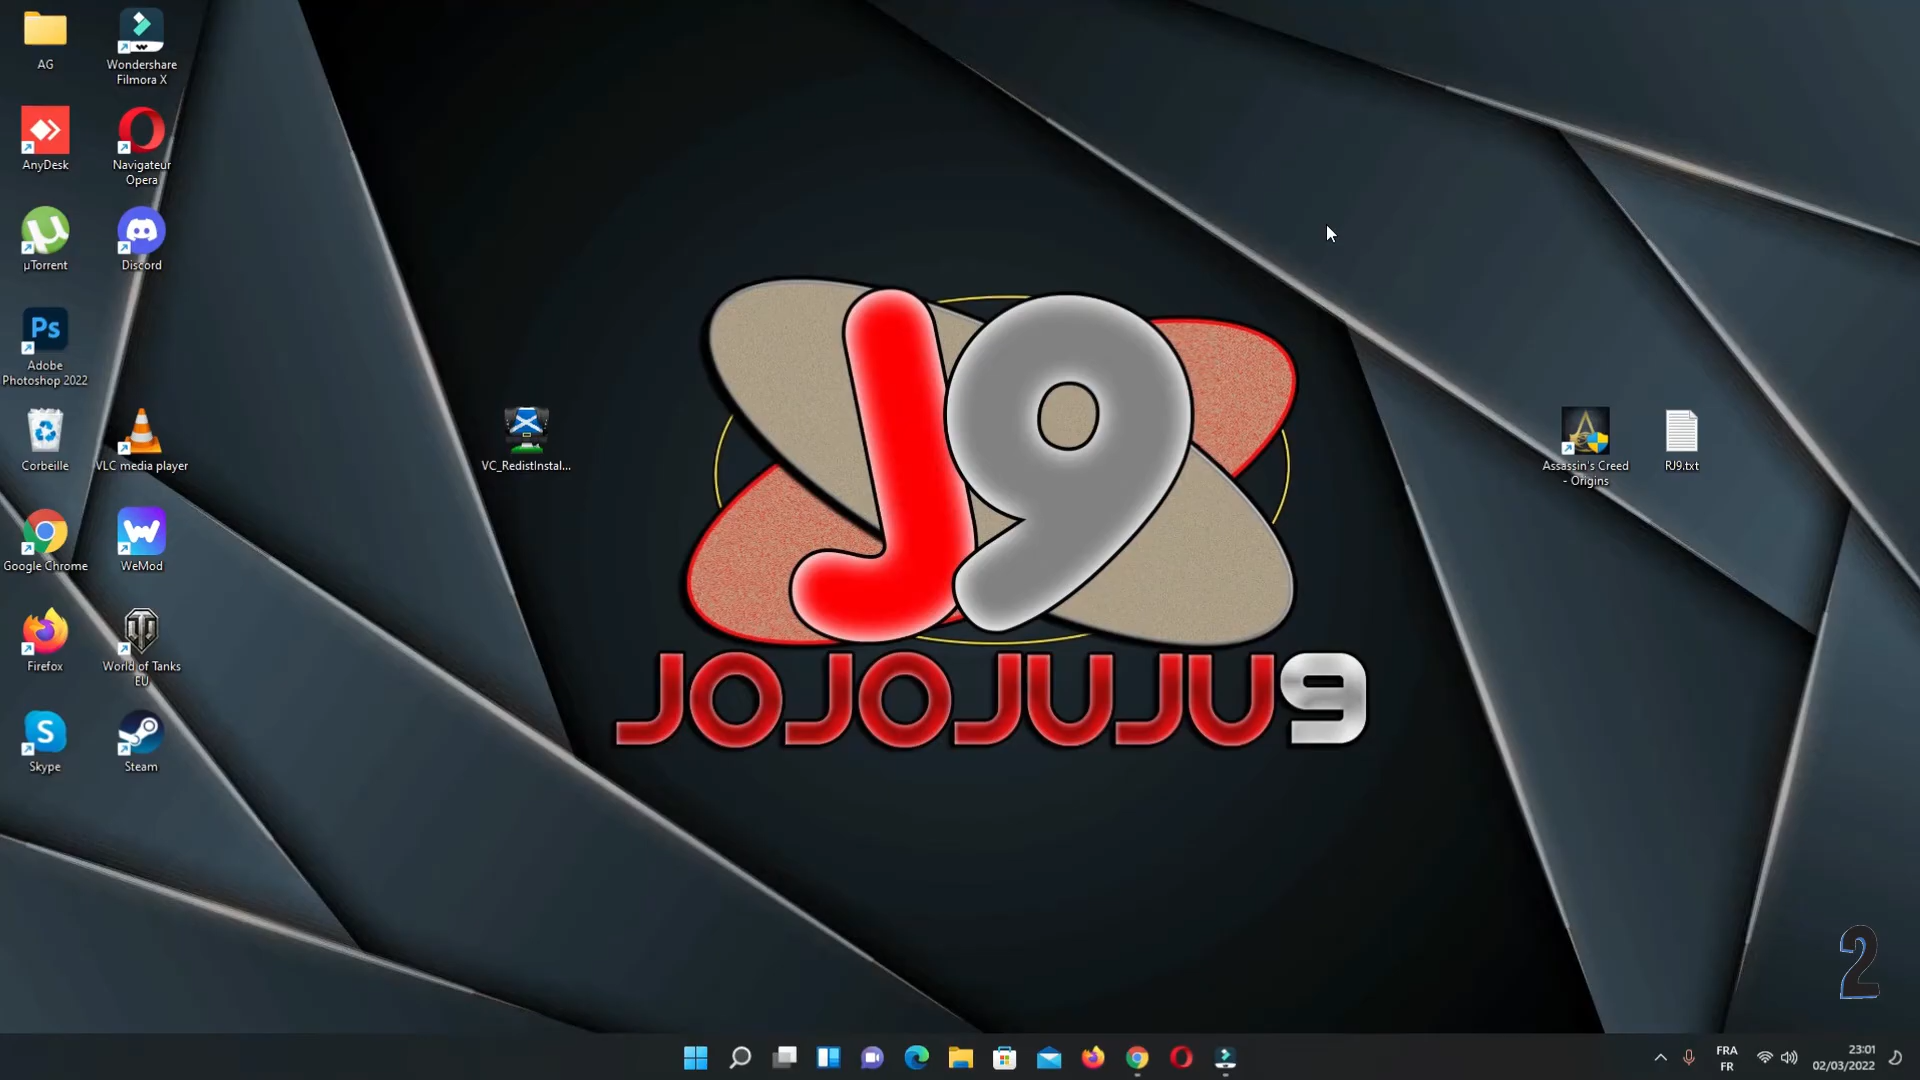 AG
Wondershare
Filmora X
AnyDesk
Navigateur
Opera
µTorrent
Discord
Ps
Adobe
Photoshop 2022
Corbeille
VLC media player
Google Chrome
WeMod
Firefox
World of Tanks
EU
Skype
Steam
VC_RedistInstal...
J9
JOJOJUJU9
Assassin's Creed
- Origins
RJ9.txt
2
FRA
FR
23:01
02/03/2022